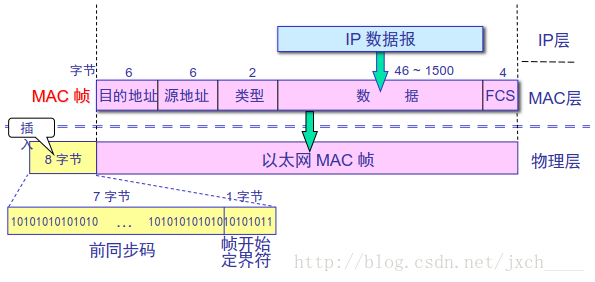 IP 数据报
IP层
字节
6
6
2
46 ~ 1500
4
MAC 帧
目的地址
源地址
类型
数 据
FCS
MAC层
插
入
8 字节
以太网 MAC 帧
物理层
7 字节
1 字节
10101010101010 … 10101010101010101011
前同步码
帧开始
定界符
http://blog.csdn.net/jxch____